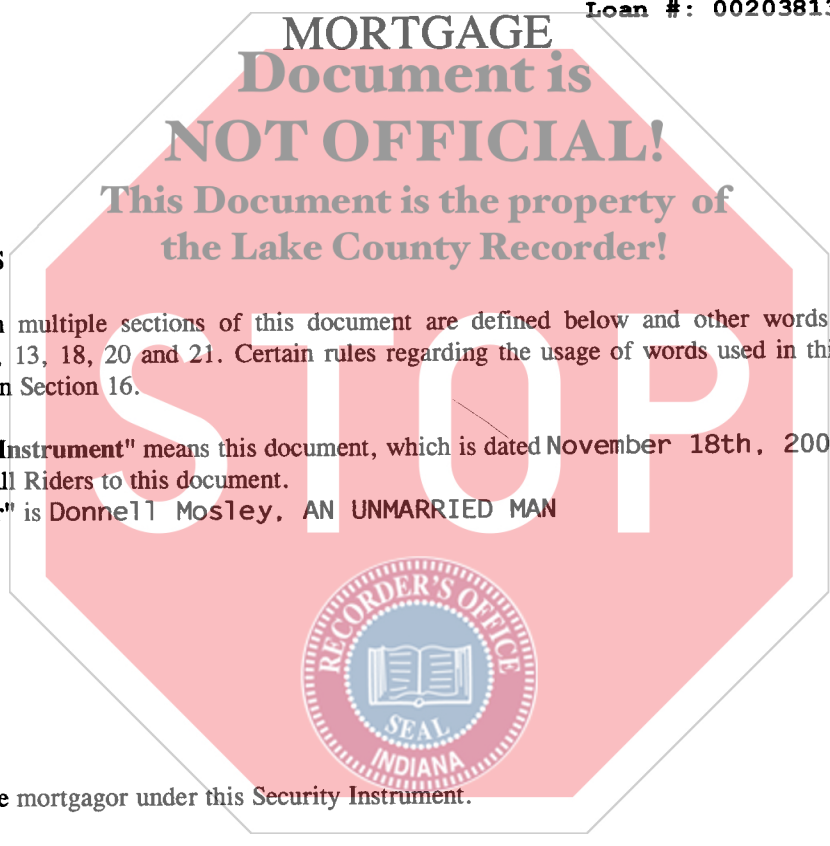 Loan #: 00203813
MORTGAGE
Document is
NOT OFFICIAL!
This Document is the property of
the Lake County Recorder!
S
multiple sections of this document are defined below and other words
13, 18, 20 and 21. Certain rules regarding the usage of words used in thi
n Section 16.
Instrument" means this document, which is dated November 18th, 200
ll Riders to this document.
r" is Donnell Mosley, AN UNMARRIED MAN
STOP
RECORDER'S OFFICE
SEAL
INDIANA
e mortgagor under this Security Instrument.